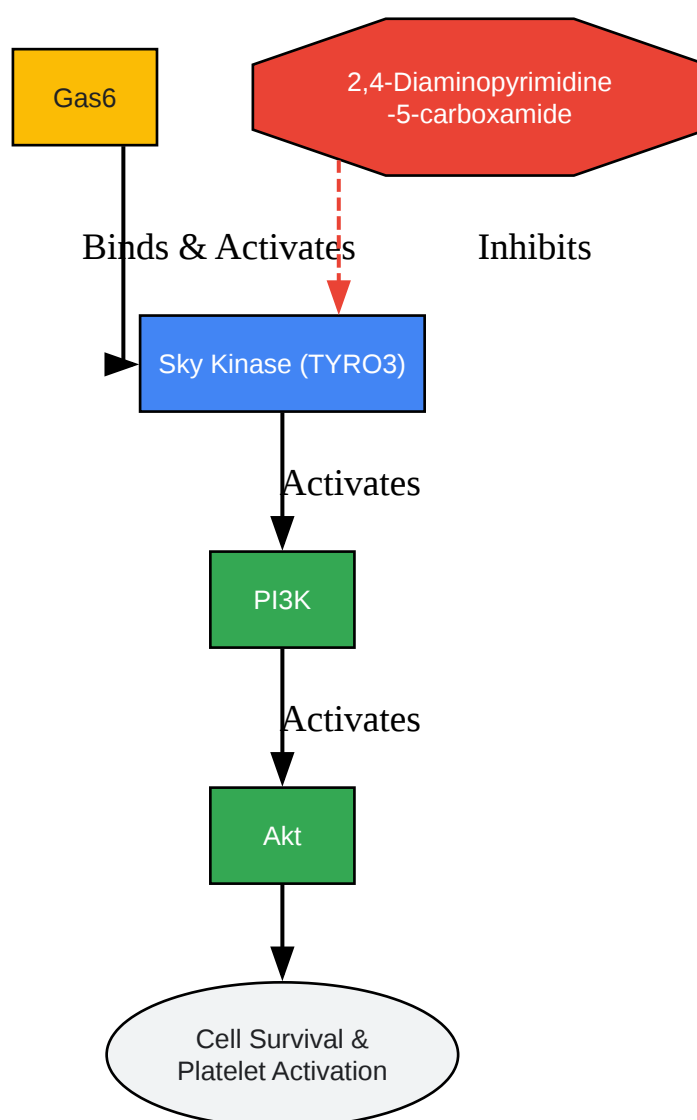 Gas6
2,4-Diaminopyrimidine
-5-carboxamide
Binds & Activates
Inhibits
Sky Kinase (TYRO3)
Activates
PI3K
Activates
Akt
Cell Survival &
Platelet Activation